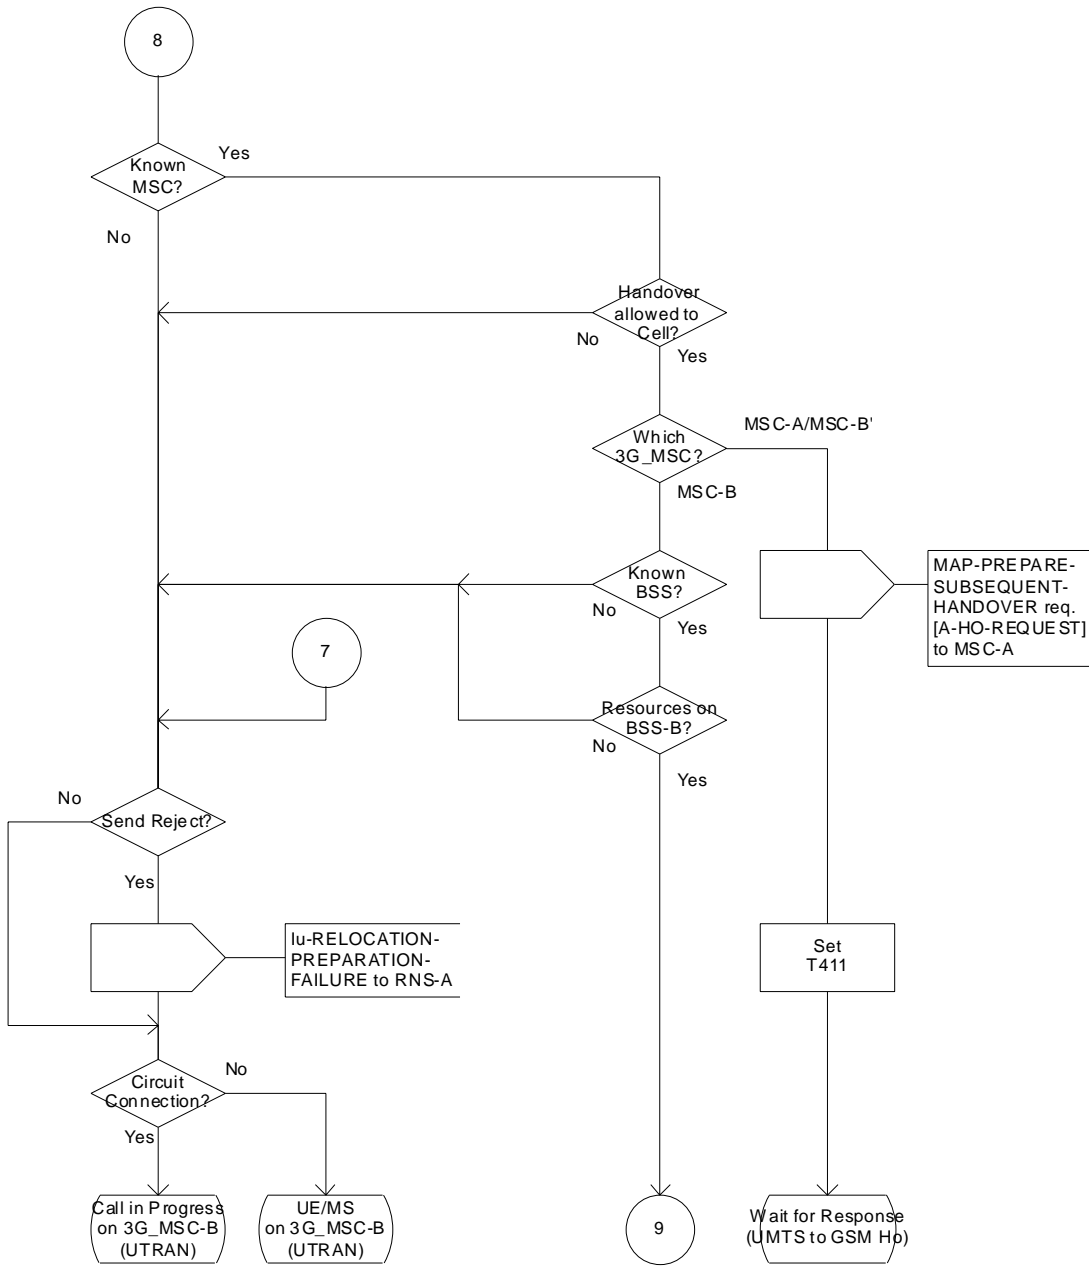 8
Known
MSC?
Yes
No
Handover
allowed to
Cell?
No
Yes
Which
3G_MSC?
MSC-A/MSC-B'
MSC-B
Known
BSS?
No
Yes
MAP-PREPARE-
SUBSEQUENT-
HANDOVER req.
[A-HO-REQUEST]
to MSC-A
7
Resources on
BSS-B?
No
Yes
No
Send Reject?
Yes
Iu-RELOCATION-
PREPARATION-
FAILURE to RNS-A
Set
T411
Circuit
Connection?
No
Yes
Call in Progress
on 3G_MSC-B
(UTRAN)
UE/MS
on 3G_MSC-B
(UTRAN)
9
Wait for Response
(UMTS to GSM Ho)